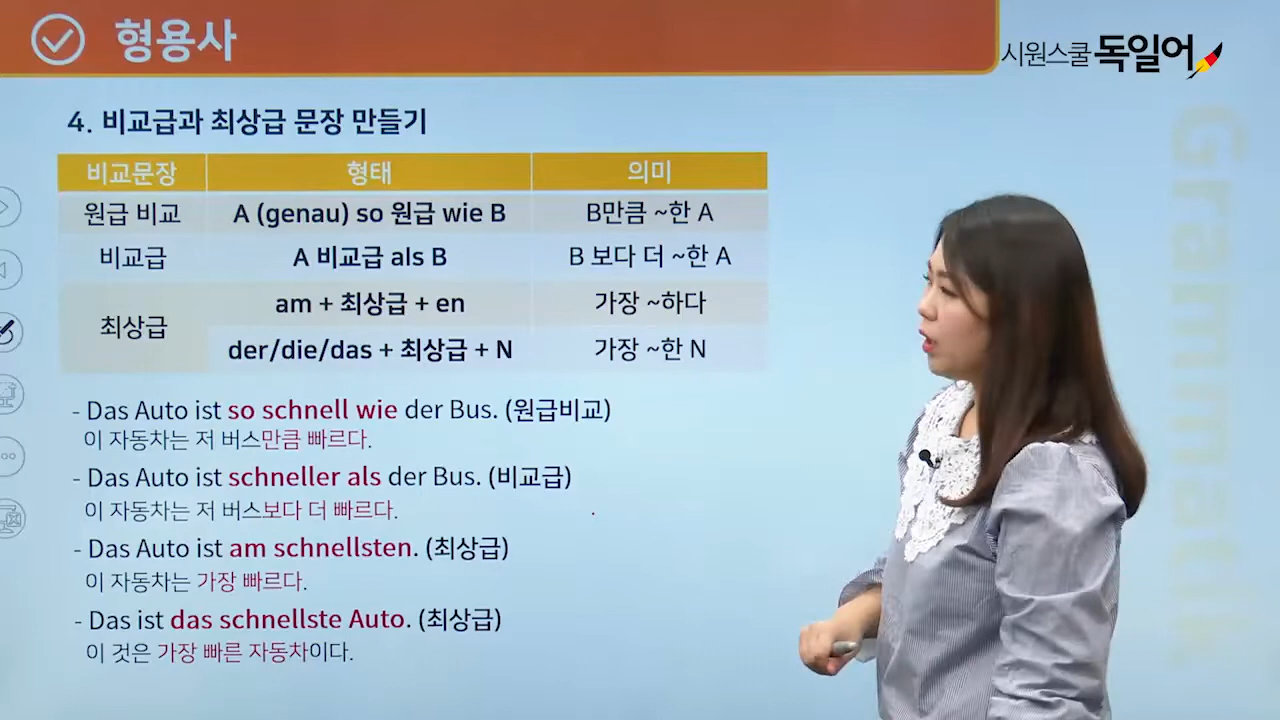 형용사
시원스쿨 독일어
4. 비교급과 최상급 문장 만들기
비교문장 형태 의미
원급 비교 A (genau) so 원급 wie B B만큼 ~한 A
비교급 A 비교급 als B B 보다 더 ~한 A
최상급 am + 최상급 + en 가장 ~하다
der/die/das + 최상급 + N 가장 ~한 N
- Das Auto ist so schnell wie der Bus. (원급비교)
이 자동차는 저 버스만큼 빠르다.
- Das Auto ist schneller als der Bus. (비교급)
이 자동차는 저 버스보다 더 빠르다.
- Das Auto ist am schnellsten. (최상급)
이 자동차는 가장 빠르다.
- Das ist das schnellste Auto. (최상급)
이 것은 가장 빠른 자동차이다.
Grammatik